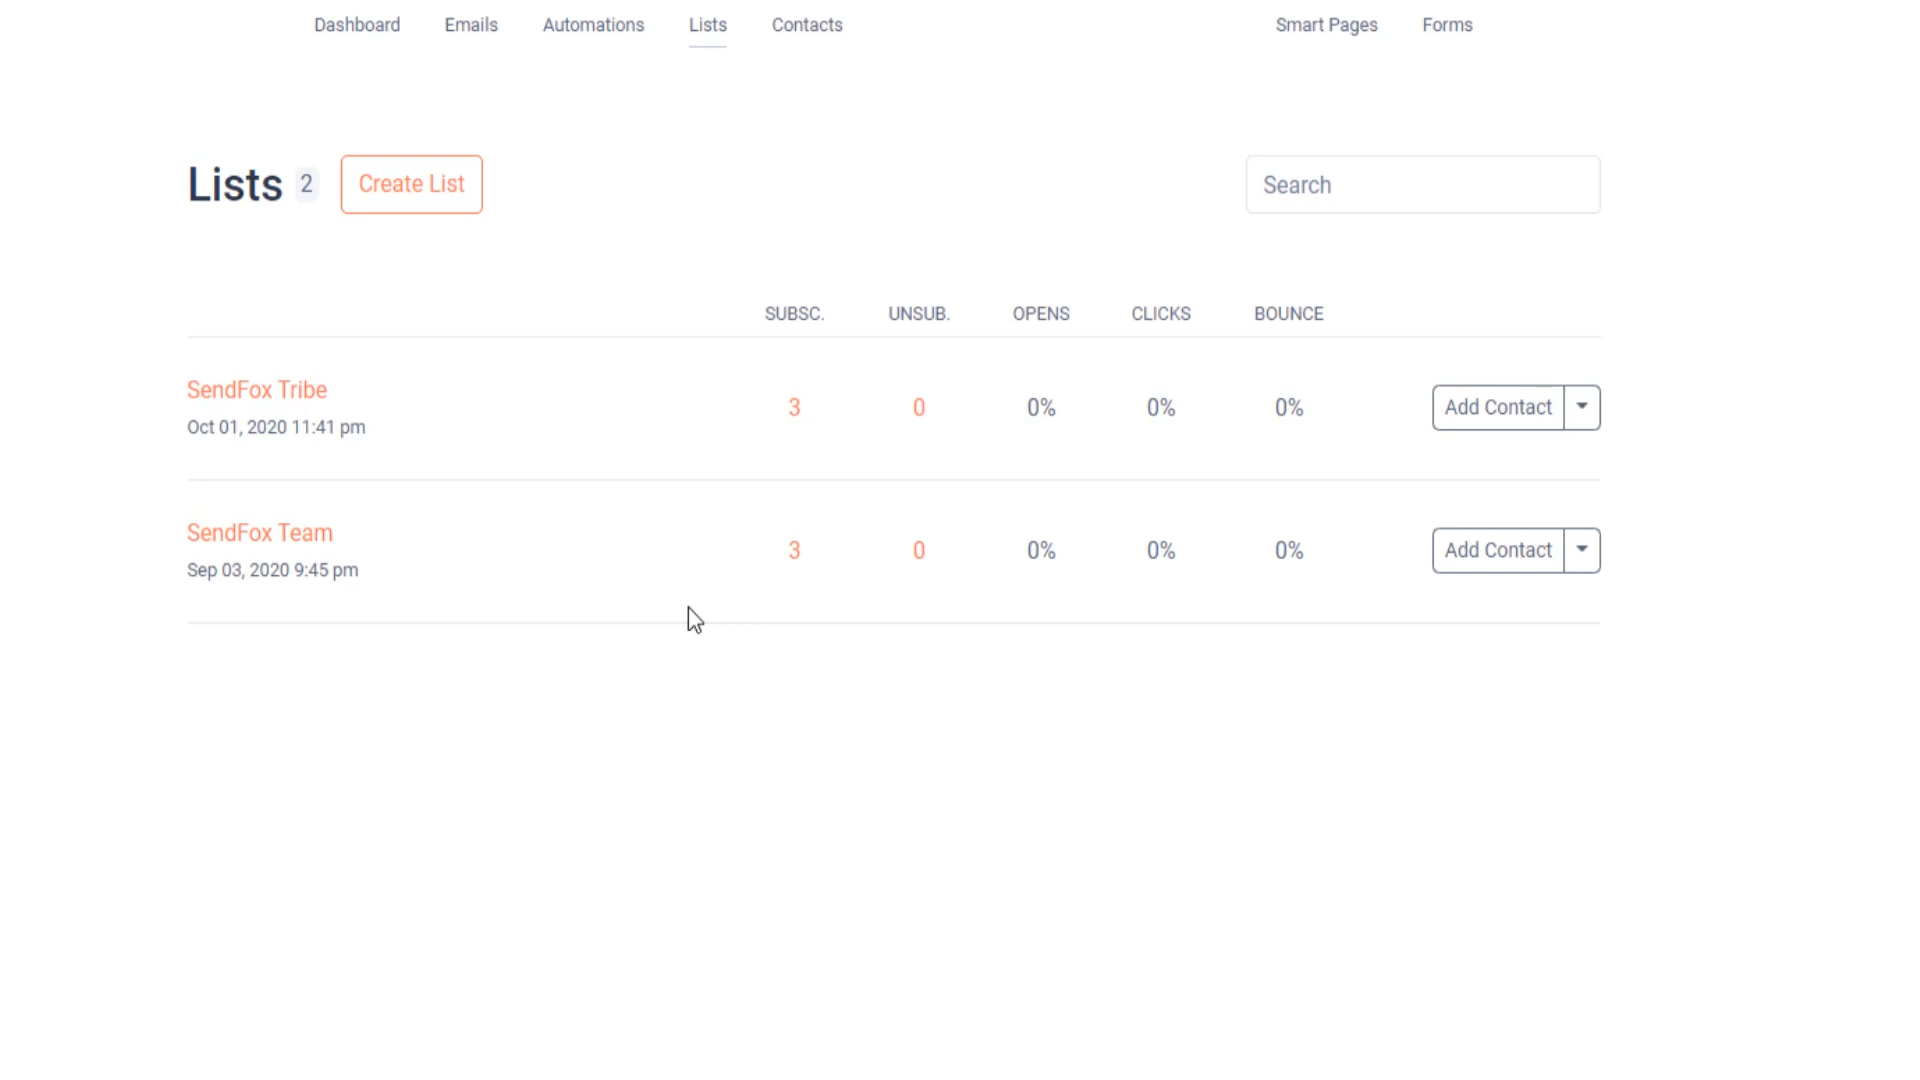 Dashboard Emails Automations Lists Contacts Smart Pages Forms
Lists 2 Create List Search
SUBSC. UNSUB. OPENS CLICKS BOUNCE
SendFox Tribe
Oct 01, 2020 11:41 pm
3 0 0% 0% 0% Add Contact
SendFox Team
Sep 03, 2020 9:45 pm
3 0 0% 0% 0% Add Contact